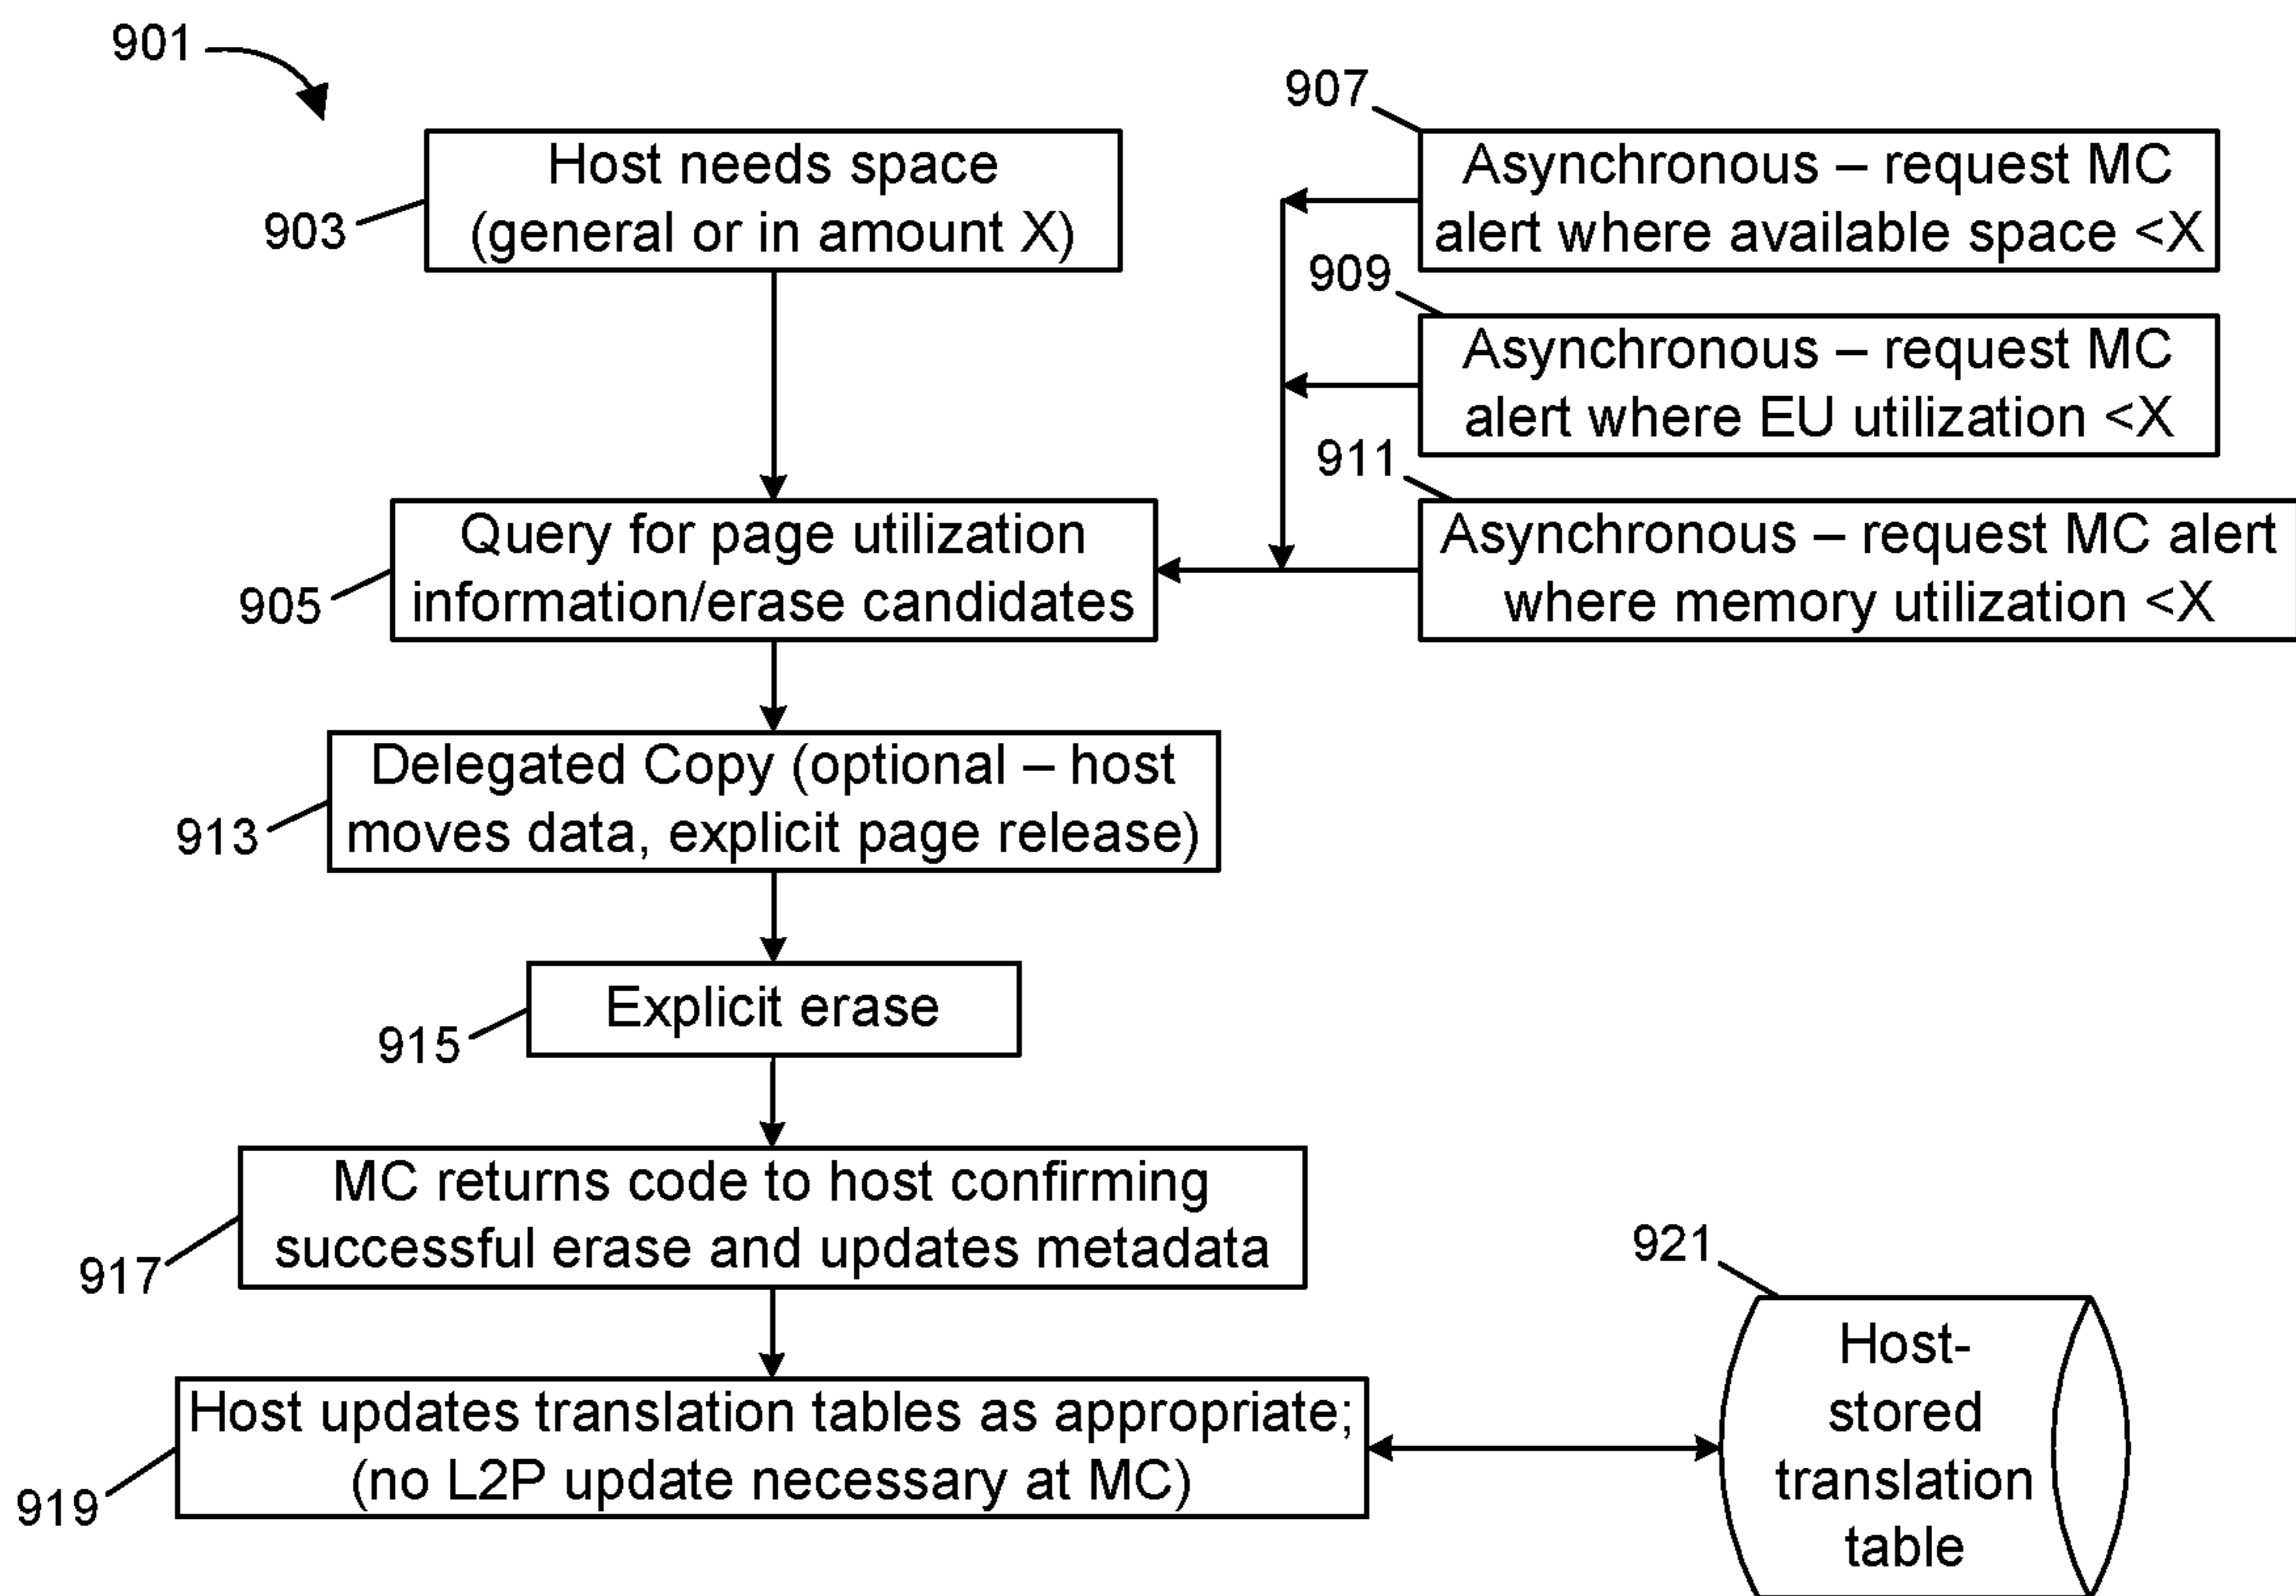 901
907
Host needs space
(general or in amount X)
903
Asynchronous – request MC
alert where available space <X
909
Asynchronous – request MC
alert where EU utilization <X
911
Query for page utilization
information/erase candidates
905
Asynchronous – request MC alert
where memory utilization <X
Delegated Copy (optional – host
moves data, explicit page release)
913
Explicit erase
915
MC returns code to host confirming
successful erase and updates metadata
917
921
Host updates translation tables as appropriate;
(no L2P update necessary at MC)
919
Host-
stored
translation
table